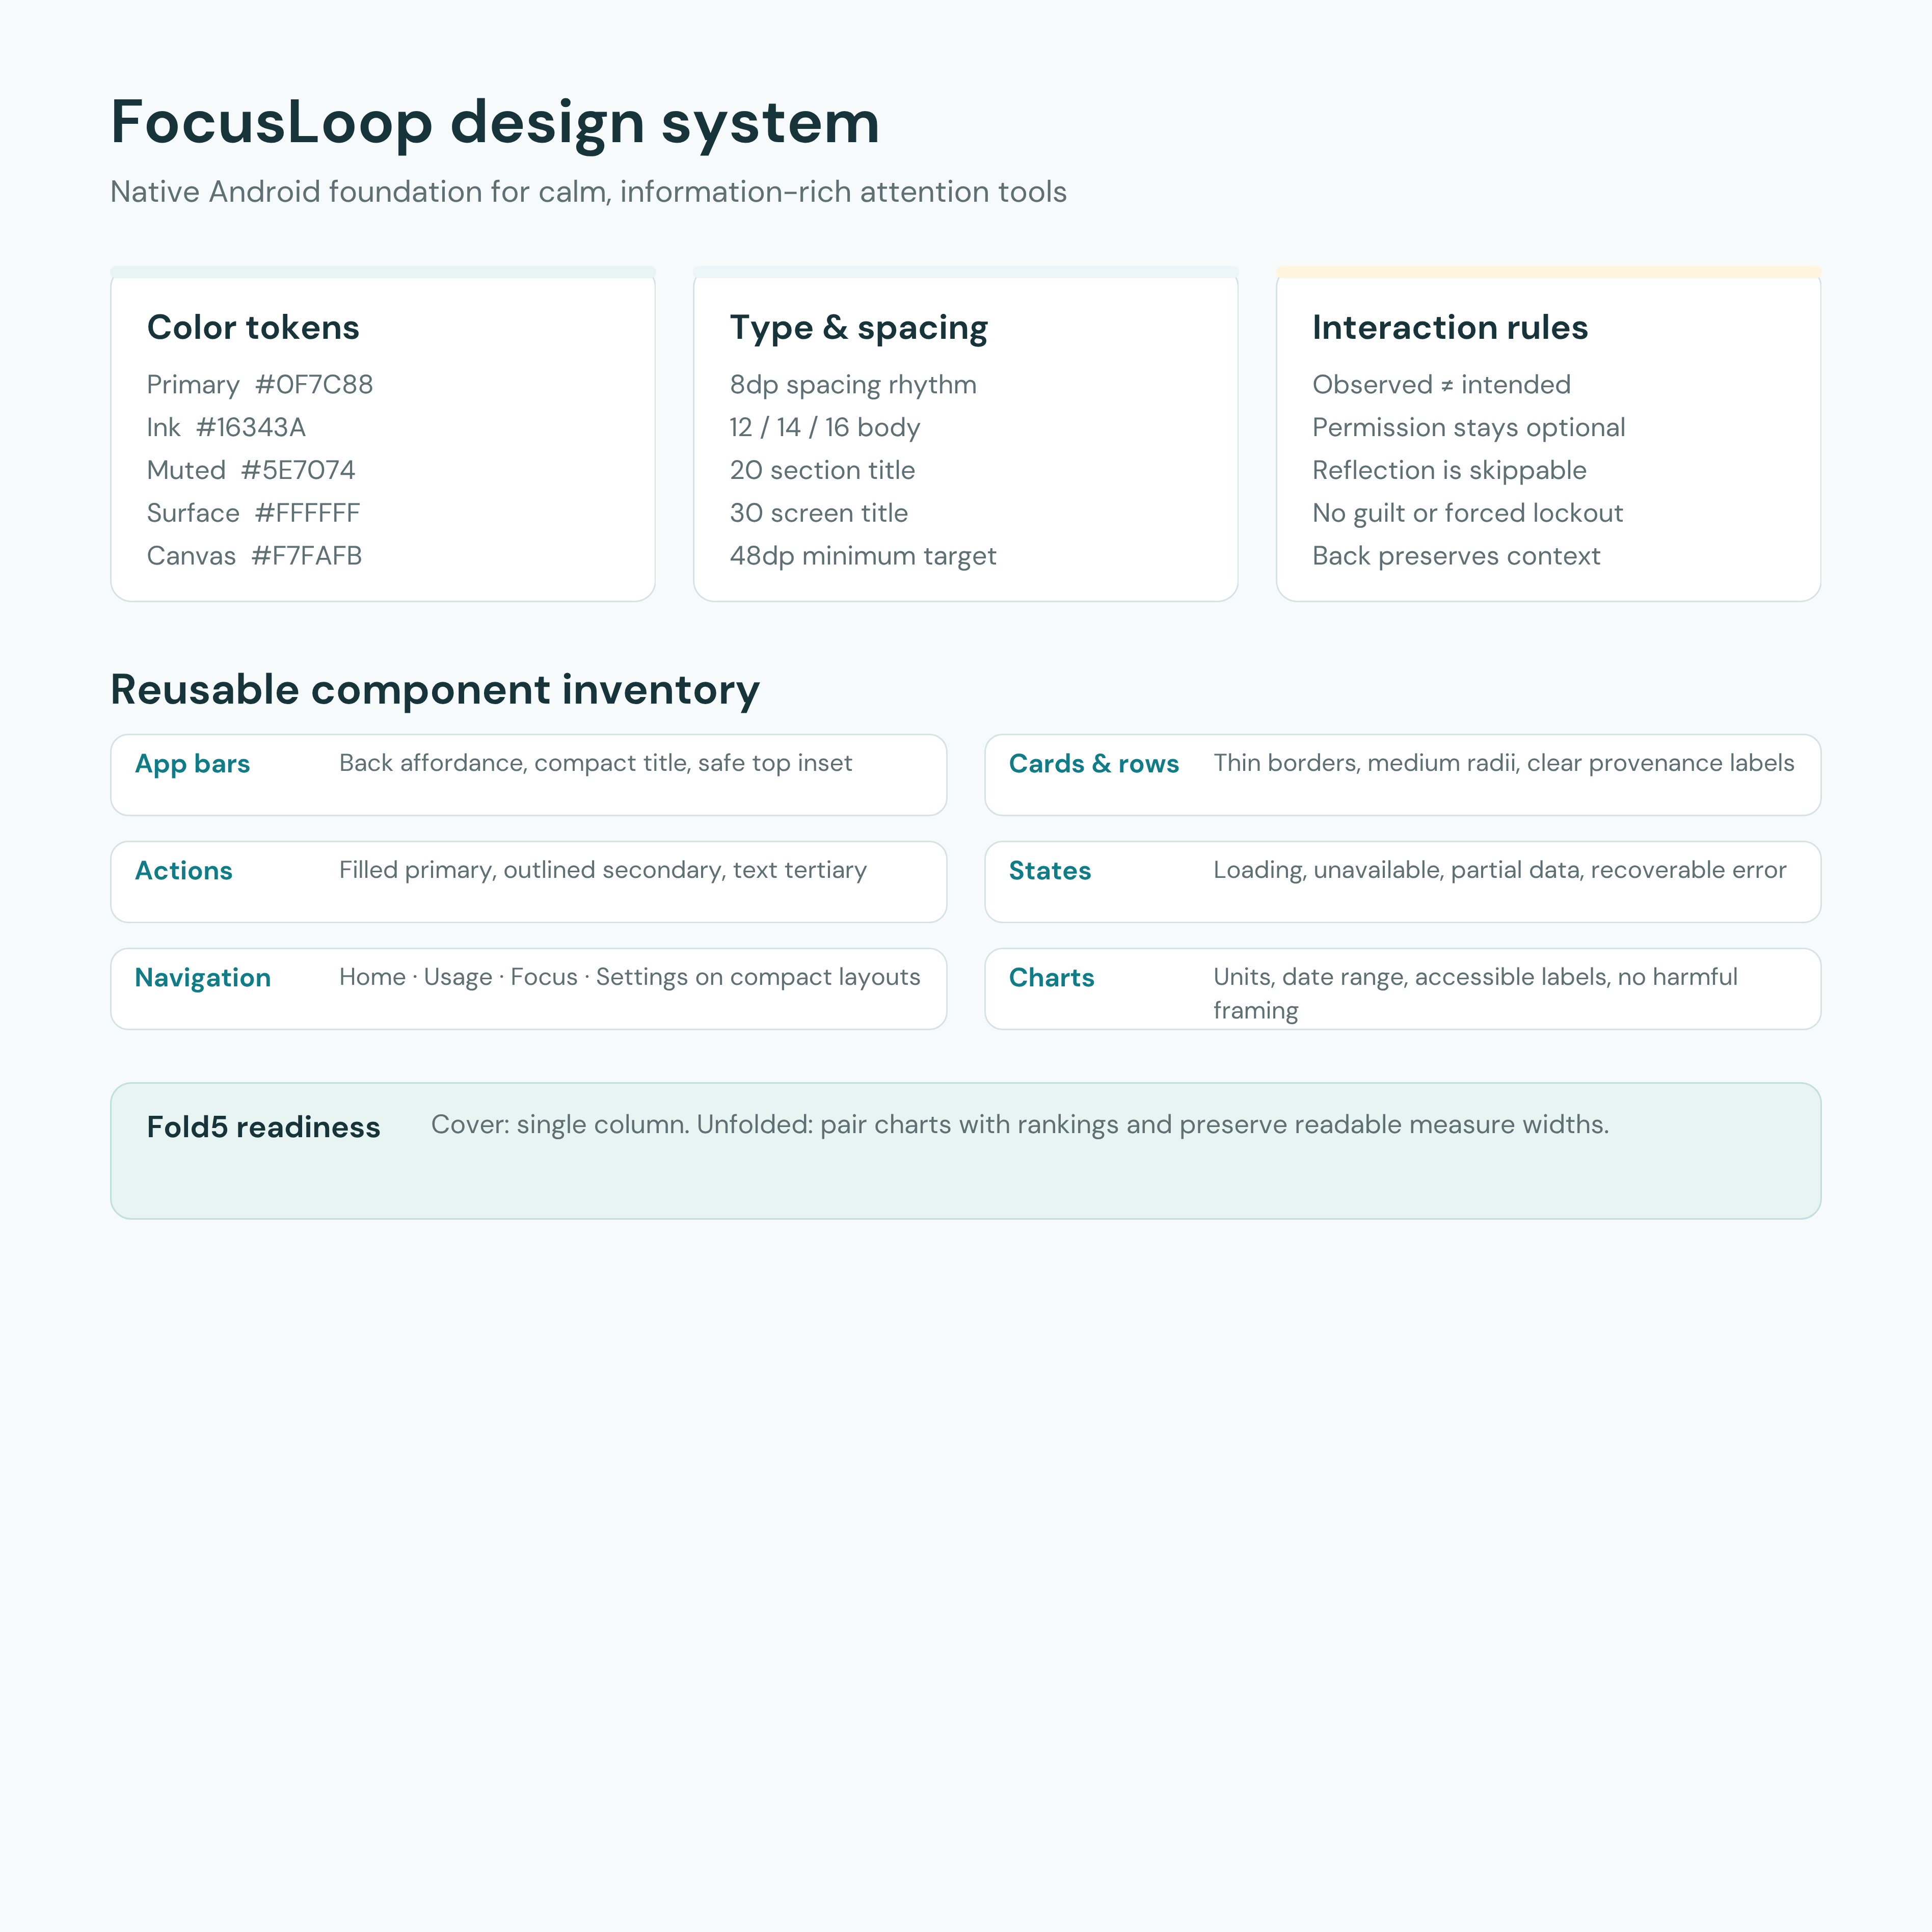 FocusLoop design system
Native Android foundation for calm, information-rich attention tools
Color tokens
Primary #0F7C88
Ink #16343A
Muted #5E7074
Surface #FFFFFF
Canvas #F7FAFB
Type & spacing
8dp spacing rhythm
12 / 14 / 16 body
20 section title
30 screen title
48dp minimum target
Interaction rules
Observed ≠ intended
Permission stays optional
Reflection is skippable
No guilt or forced lockout
Back preserves context
Reusable component inventory
App bars Back affordance, compact title, safe top inset
Cards & rows Thin borders, medium radii, clear provenance labels
Actions Filled primary, outlined secondary, text tertiary
States Loading, unavailable, partial data, recoverable error
Navigation Home · Usage · Focus · Settings on compact layouts
Charts Units, date range, accessible labels, no harmful
framing
Fold5 readiness Cover: single column. Unfolded: pair charts with rankings and preserve readable measure widths.